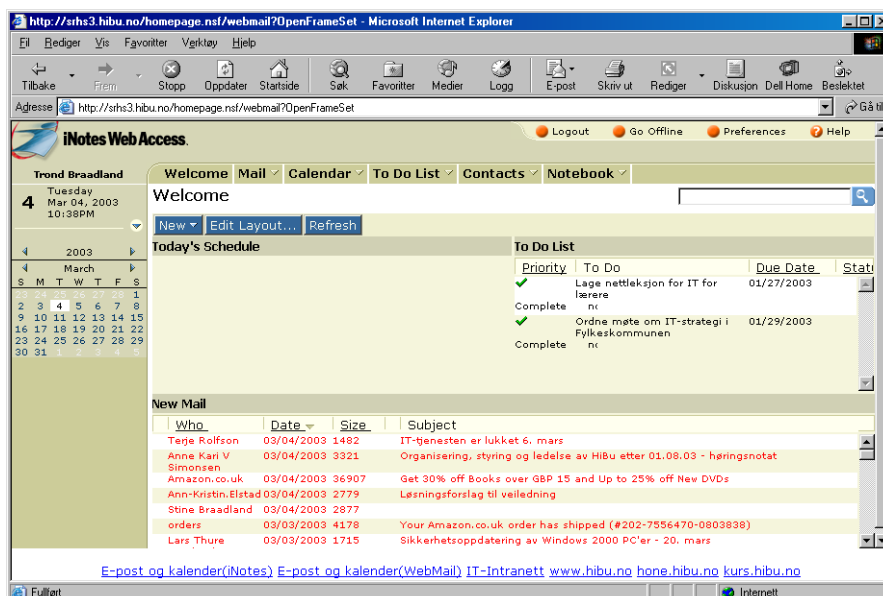 http://srhs3.hibu.no/homepage.nsf/webmail?OpenFrameSet - Microsoft Internet Explorer
Fil Rediger Vis Favoritter Verktøy Hjelp
Tilbake Frem Stopp Oppdater Startside Søk Favoritter Medier Logg E-post Skriv ut Rediger Diskusjon Dell Home Beslektet
Adresse http://srhs3.hibu.no/homepage.nsf/webmail?OpenFrameSet Gå til
iNotes Web Access. Logout Go Offline Preferences Help
Trond Braadland Welcome Mail Calendar To Do List Contacts Notebook
4 Tuesday
Mar 04, 2003
10:38PM
Welcome
New Edit Layout... Refresh
2003
March
S M T W T F S
23 24 25 26 27 28 1
2 3 4 5 6 7 8
9 10 11 12 13 14 15
16 17 18 19 20 21 22
23 24 25 26 27 28 29
30 31 1 2 3 4 5
Today's Schedule
To Do List
Priority To Do Due Date
Lage nettleksjon for IT for 01/27/2003
lærere
Complete
Ordne møte om IT-strategi i 01/29/2003
Fylkeskommunen
Complete
New Mail
Who Date Size Subject
Terje Rolfson 03/04/2003 1482 IT-tjenesten er lukket 6. mars
Anne Kari V 03/04/2003 3321 Organisering, styring og ledelse av HiBu etter 01.08.03 - høringsnotat
Simonsen
Amazon.co.uk 03/04/2003 36907 Get 30% off Books over GBP 15 and Up to 25% off New DVDs
Ann-Kristin.Elstad 03/04/2003 2779 Løsningsforslag til veiledning
Stine Braadland 03/04/2003 2877
orders 03/03/2003 4178 Your Amazon.co.uk order has shipped (#202-7556470-0803838)
Lars Thure 03/03/2003 1715 Sikkerhetsoppdatering av Windows 2000 PC'er - 20. mars
E-post og kalender(iNotes) E-post og kalender(WebMail) IT-Intranett www.hibu.no hone.hibu.no kurs.hibu.no
Fullført Internett